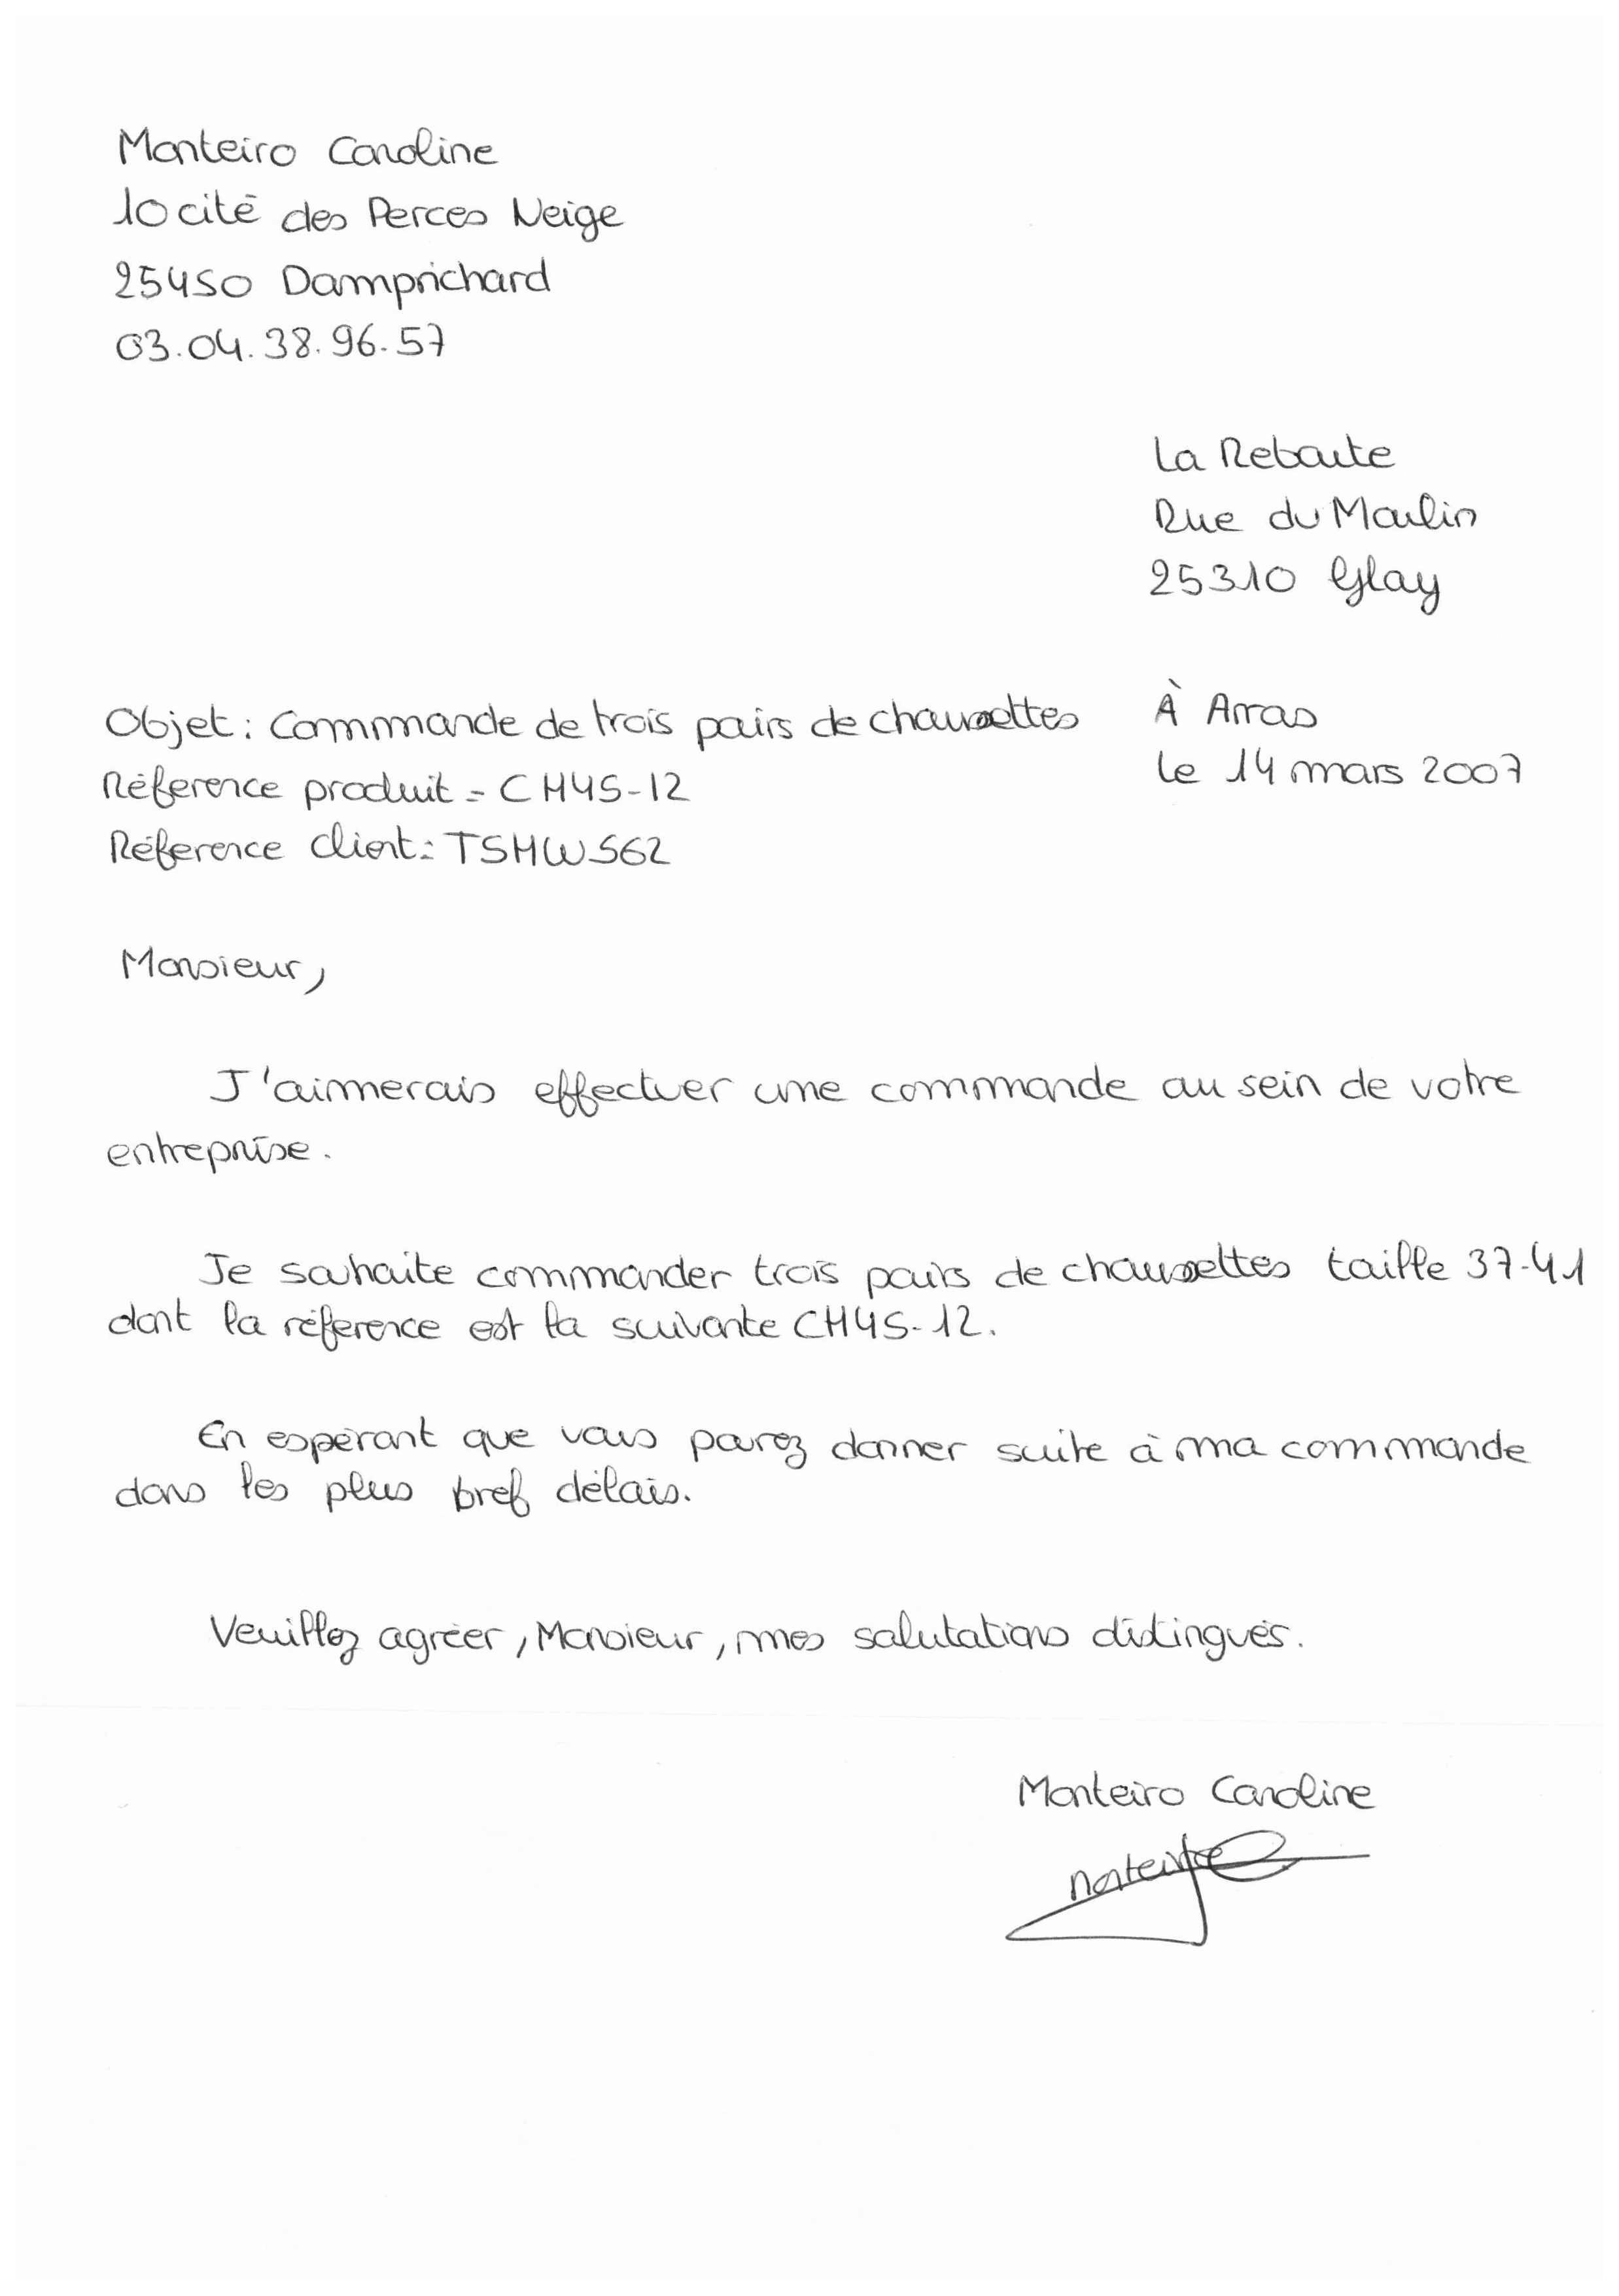 Monteiro Caroline
10 cité des Perces Neige
25450 Damprichard
03.04.38.96.57
La Reboute
Rue du Moulin
25310 Glay
Objet : Commande de trois pairs de chaussettes
À Arras
le 14 mars 2007
Réference produit - CH45-12
Réference client : TSHWS62
Monsieur,
J'aimerais effectuer une commande au sein de votre
entreprise.
Je souhaite commander trois pairs de chaussettes taille 37-41
dont la réference est la suivante CH45-12.
En espérant que vous pourez donner suite à ma commande
dans les plus bref délais.
Veuillez agréer, Monsieur, mes salutations distingués.
Monteiro Caroline